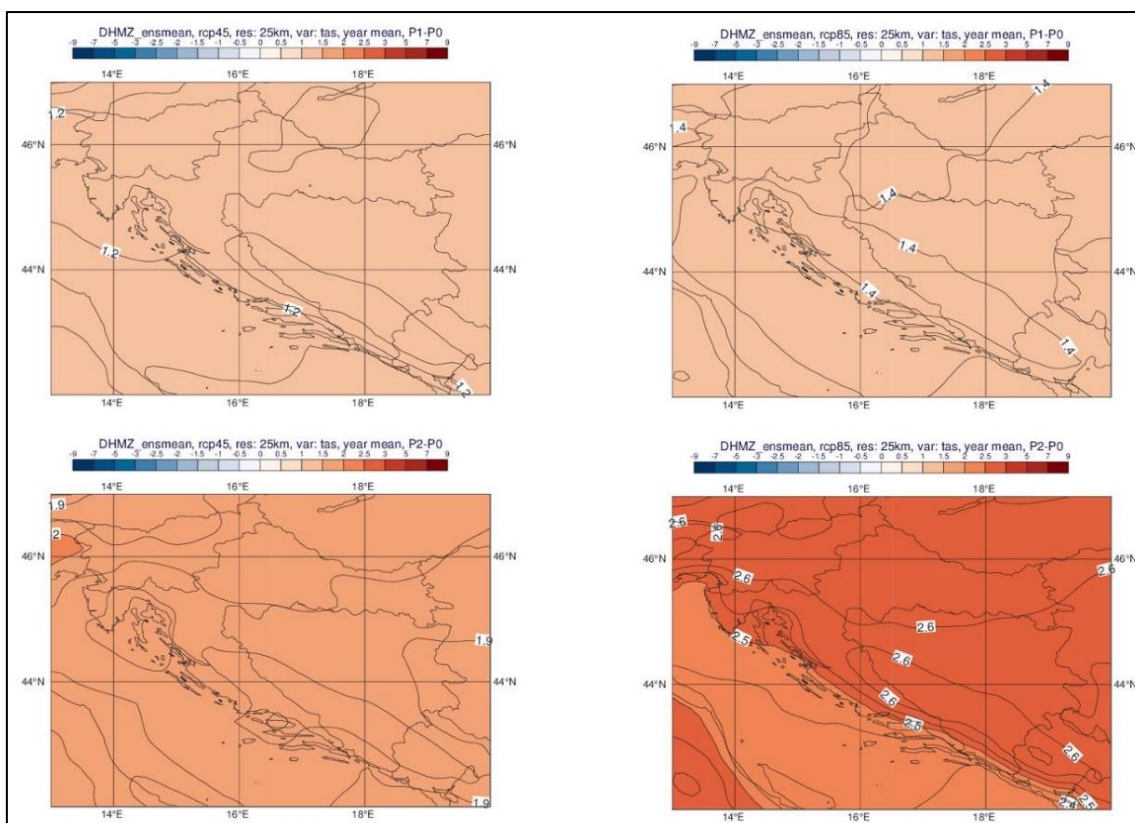 DHMZ_ensmean, rcp45, res: 25km, var: tas, year mean, P1-P0
-9 -7 -5 -3 -2.5 -2 -1.5 -1 -0.5 0 0.5 1 1.5 2 2.5 3 5 7 9
14°E 16°E 18°E
1.2
46°N
1.2
44°N
1.2
1.2
14°E 16°E 18°E
DHMZ_ensmean, rcp85, res: 25km, var: tas, year mean, P1-P0
-9 -7 -5 -3 -2.5 -2 -1.5 -1 -0.5 0 0.5 1 1.5 2 2.5 3 5 7 9
14°E 16°E 18°E
1.4
1.4
46°N 46°N
1.4
1.4
44°N 44°N
1.4
1.4
14°E 16°E 18°E
DHMZ_ensmean, rcp45, res: 25km, var: tas, year mean, P2-P0
-9 -7 -5 -3 -2.5 -2 -1.5 -1 -0.5 0 0.5 1 1.5 2 2.5 3 5 7 9
14°E 16°E 18°E
1.9
2
46°N
1.9
44°N
1.9
14°E 16°E 18°E
DHMZ_ensmean, rcp85, res: 25km, var: tas, year mean, P2-P0
-9 -7 -5 -3 -2.5 -2 -1.5 -1 -0.5 0 0.5 1 1.5 2 2.5 3 5 7 9
14°E 16°E 18°E
2.6
2.6
46°N 46°N
2.6
2.6
2.6
2.5
2.6
44°N 44°N
2.6
2.5
2.6
2.5
2.4
14°E 16°E 18°E